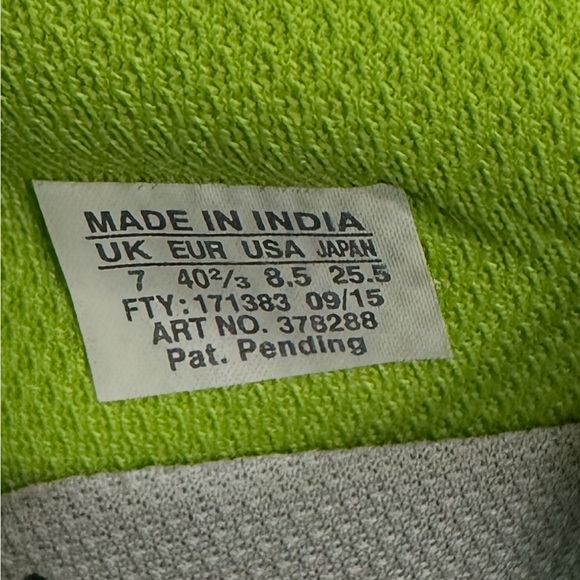 MADE IN INDIA
UK EUR USA JAPAN
7 40²/₃ 8.5 25.5
FTY: 171383 09/15
ART NO. 378288
Pat. Pending